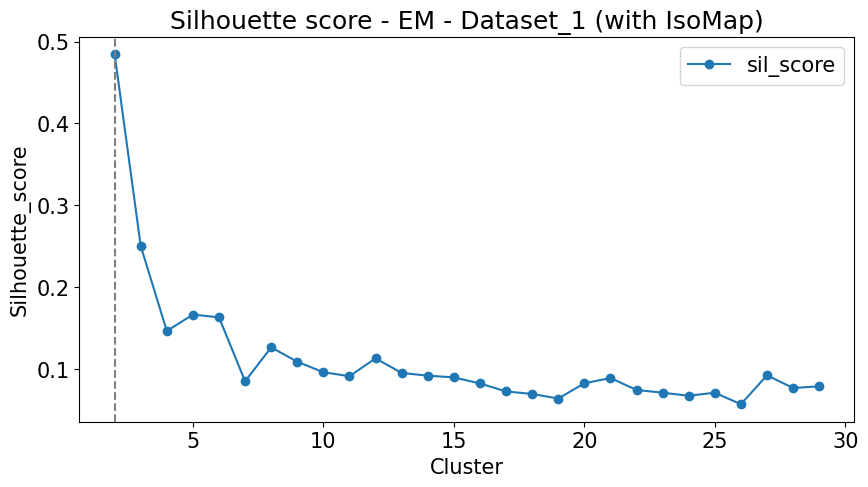 Silhouette score - EM - Dataset_1 (with IsoMap)
sil_score
Silhouette_score
0.5
0.4
0.3
0.2
0.1
5 10 15 20 25 30
Cluster